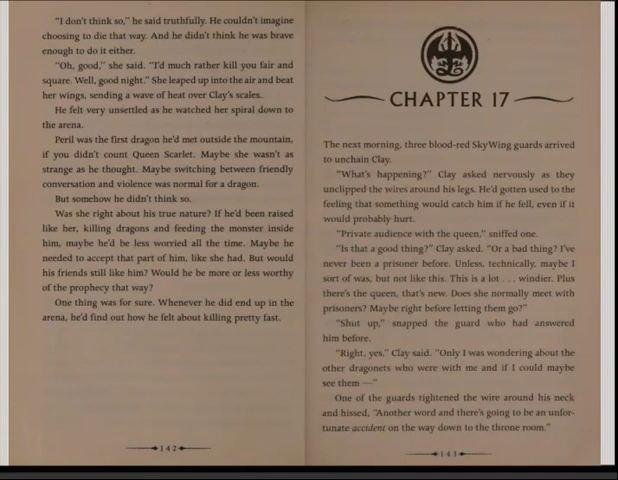 "I don't think so," he said truthfully. He couldn't imagine
choosing to die that way. And he didn't think he was brave
enough to do it either.
"Oh, good," she said. "I'd much rather kill you fair and
square. Well, good night." She leaped up into the air and beat
her wings, sending a wave of heat over Clay's scales.
He felt very unsettled as he watched her spiral down to
the arena.
Peril was the first dragon he'd met outside the mountain,
if you didn't count Queen Scarlet. Maybe she wasn't as
strange as he thought. Maybe switching between friendly
conversation and violence was normal for a dragon.
But somehow he didn't think so.
Was she right about his true nature? If he'd been raised
like her, killing dragons and feeding the monster inside
him, maybe he'd be less worried all the time. Maybe he
needed to accept that part of him, like she had. But would
his friends still like him? Would he be more or less worthy
of the prophecy that way?
One thing was for sure. Whenever he did end up in the
arena, he'd find out how he felt about killing pretty fast.
142
CHAPTER 17
The next morning, three blood-red SkyWing guards arrived
to unchain Clay.
"What's happening?" Clay asked nervously as they
unclipped the wires around his legs. He'd gotten used to the
feeling that something would catch him if he fell, even if it
would probably hurt.
"Private audience with the queen," sniffed one.
"Is that a good thing?" Clay asked. "Or a bad thing? I've
never been a prisoner before. Unless, technically, maybe I
sort of was, but not like this. This is a lot . . . windier. Plus
there's the queen, that's new. Does she normally meet with
prisoners? Maybe right before letting them go?"
"Shut up," snapped the guard who had answered
him before.
"Right, yes," Clay said. "Only I was wondering about the
other dragonets who were with me and if I could maybe
see them —"
One of the guards tightened the wire around his neck
and hissed, "Another word and there's going to be an unfor-
tunate accident on the way down to the throne room."
143